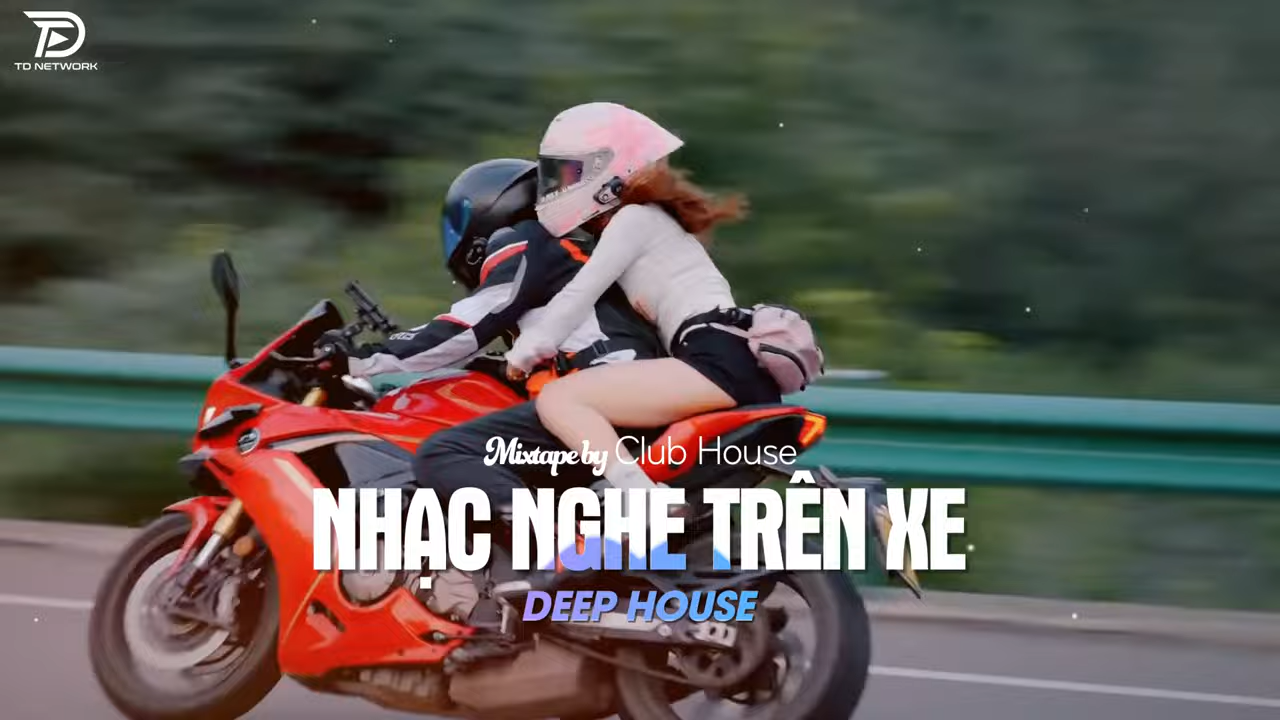 TD NETWORK
Mixtape by Club House
NHẠC NGHE TRÊN XE
DEEP HOUSE